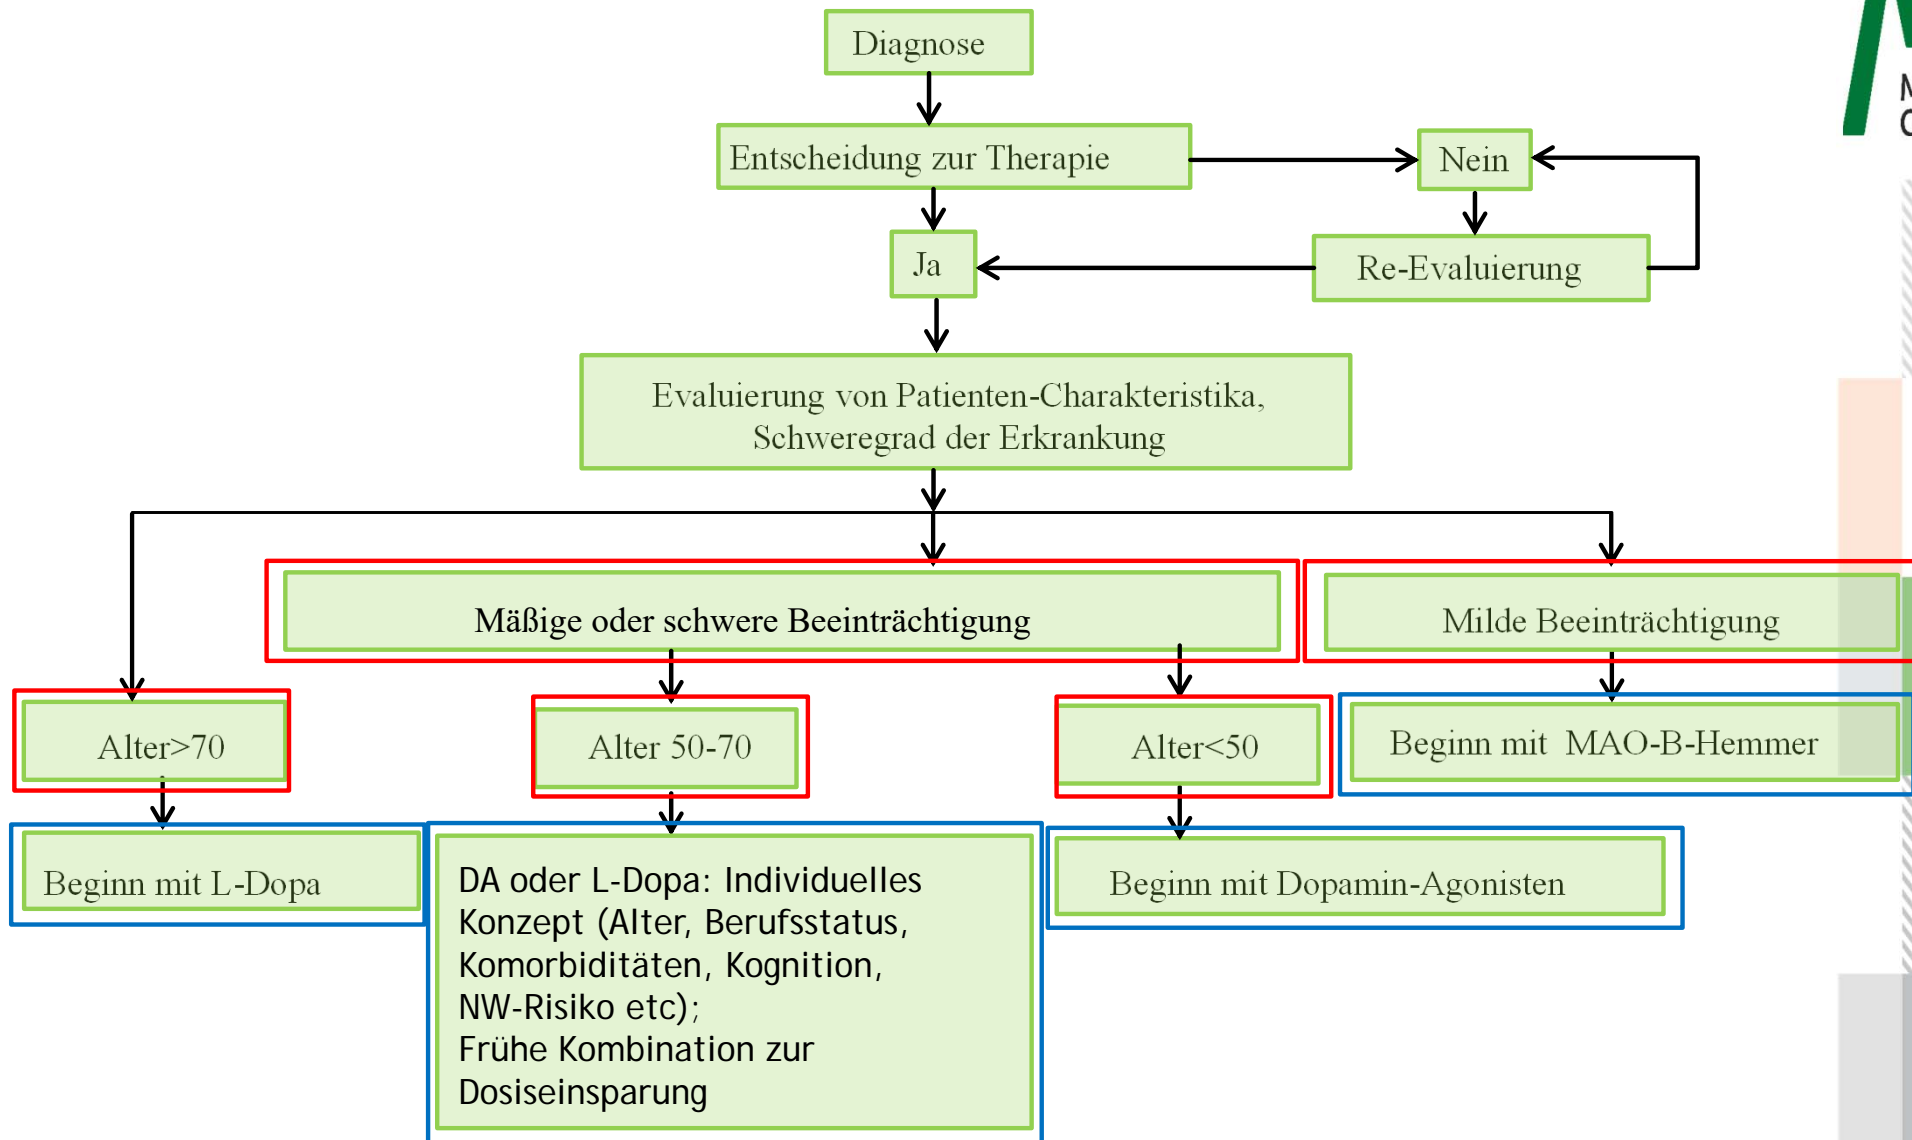 Diagnose
Entscheidung zur Therapie
Nein
Ja
Re-Evaluierung
Evaluierung von Patienten-Charakteristika,
Schweregrad der Erkrankung
Mäßige oder schwere Beeinträchtigung
Milde Beeinträchtigung
Alter>70
Alter 50-70
Alter<50
Beginn mit MAO-B-Hemmer
Beginn mit L-Dopa
DA oder L-Dopa: Individuelles
Konzept (Alter, Berufsstatus,
Komorbiditäten, Kognition,
NW-Risiko etc);
Frühe Kombination zur
Dosiseinsparung
Beginn mit Dopamin-Agonisten